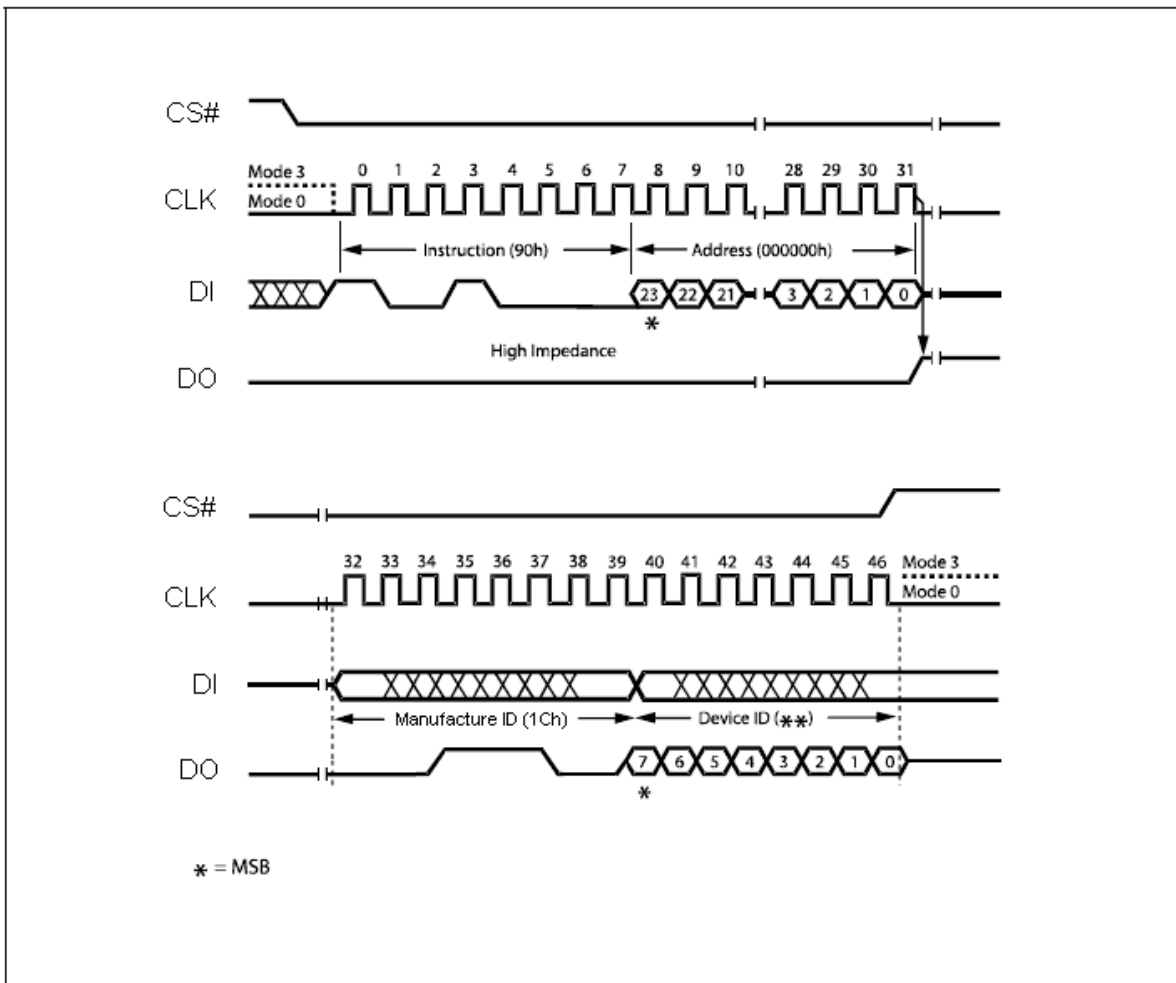 CS#
Mode 3
0 1 2 3 4 5 6 7 8 9 10 28 29 30 31
CLK
Mode 0
Instruction (90h)
Address (000000h)
DI
23 22 21 3 2 1 0
*
High Impedance
DO
CS#
32 33 34 35 36 37 38 39 40 41 42 43 44 45 46
Mode 3
CLK
Mode 0
DI
Manufacture ID (1Ch)
Device ID (**)
DO
7 6 5 4 3 2 1 0
*
* = MSB